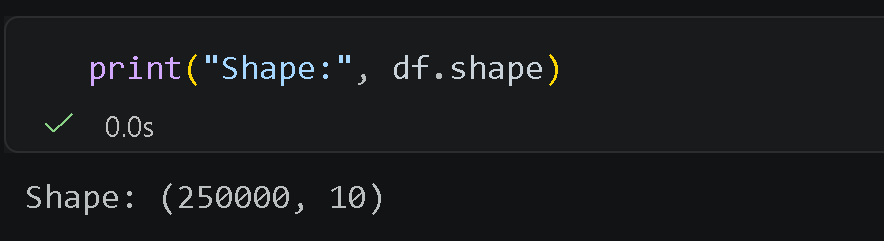 print("Shape:", df.shape)
0.0s
Shape: (250000, 10)